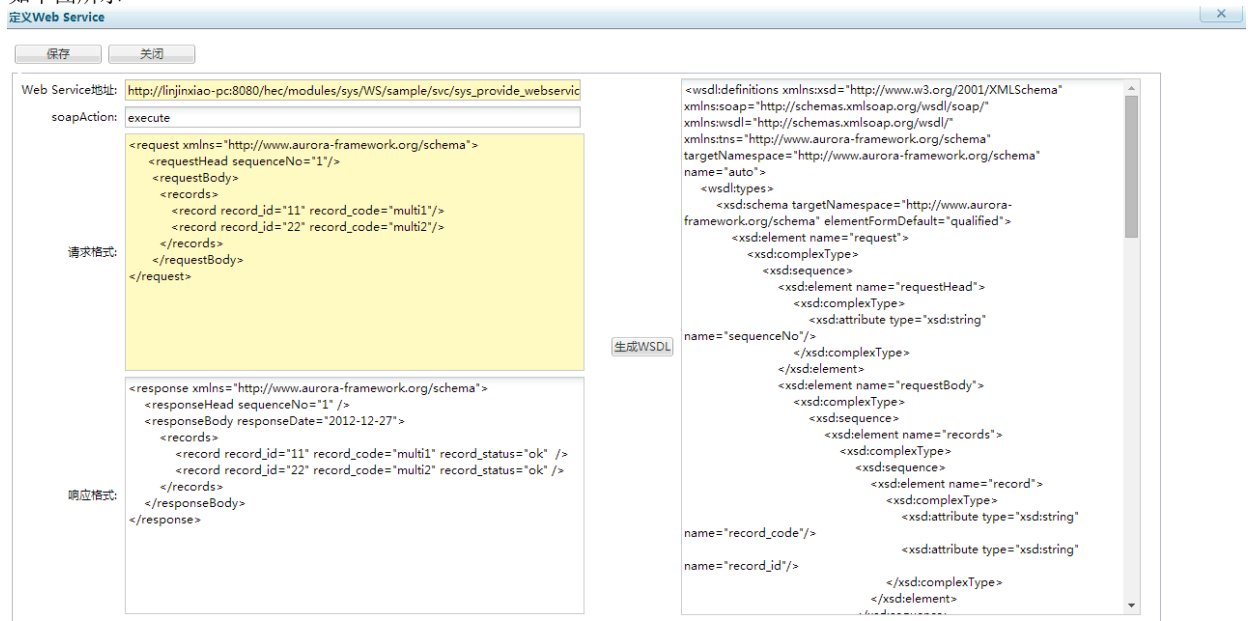 定义Web Service
保存 关闭
Web Service地址: http://linjinxiao-pc:8080/hec/modules/sys/WS/sample/svc/sys_provide_webservic
soapAction: execute
请求格式:
<request xmlns="http://www.aurora-framework.org/schema">
<requestHead sequenceNo="1"/>
<requestBody>
<records>
<record record_id="11" record_code="multi1"/>
<record record_id="22" record_code="multi2"/>
</records>
</requestBody>
</request>
响应格式:
<response xmlns="http://www.aurora-framework.org/schema">
<responseHead sequenceNo="1" />
<responseBody responseDate="2012-12-27">
<records>
<record record_id="11" record_code="multi1" record_status="ok" />
<record record_id="22" record_code="multi2" record_status="ok" />
</records>
</responseBody>
</response>
生成WSDL
<wsdl:definitions xmlns:xsd="http://www.w3.org/2001/XMLSchema"
xmlns:soap="http://schemas.xmlsoap.org/wsdl/soap/"
xmlns:wsdl="http://schemas.xmlsoap.org/wsdl/"
xmlns:tns="http://www.aurora-framework.org/schema"
targetNamespace="http://www.aurora-framework.org/schema"
name="auto">
<wsdl:types>
<xsd:schema targetNamespace="http://www.aurora-
framework.org/schema" elementFormDefault="qualified">
<xsd:element name="request">
<xsd:complexType>
<xsd:sequence>
<xsd:element name="requestHead">
<xsd:complexType>
<xsd:attribute type="xsd:string"
name="sequenceNo"/>
</xsd:complexType>
</xsd:element>
<xsd:element name="requestBody">
<xsd:complexType>
<xsd:sequence>
<xsd:element name="records">
<xsd:complexType>
<xsd:sequence>
<xsd:element name="record">
<xsd:complexType>
<xsd:attribute type="xsd:string"
name="record_code"/>
<xsd:attribute type="xsd:string"
name="record_id"/>
</xsd:complexType>
</xsd:element>